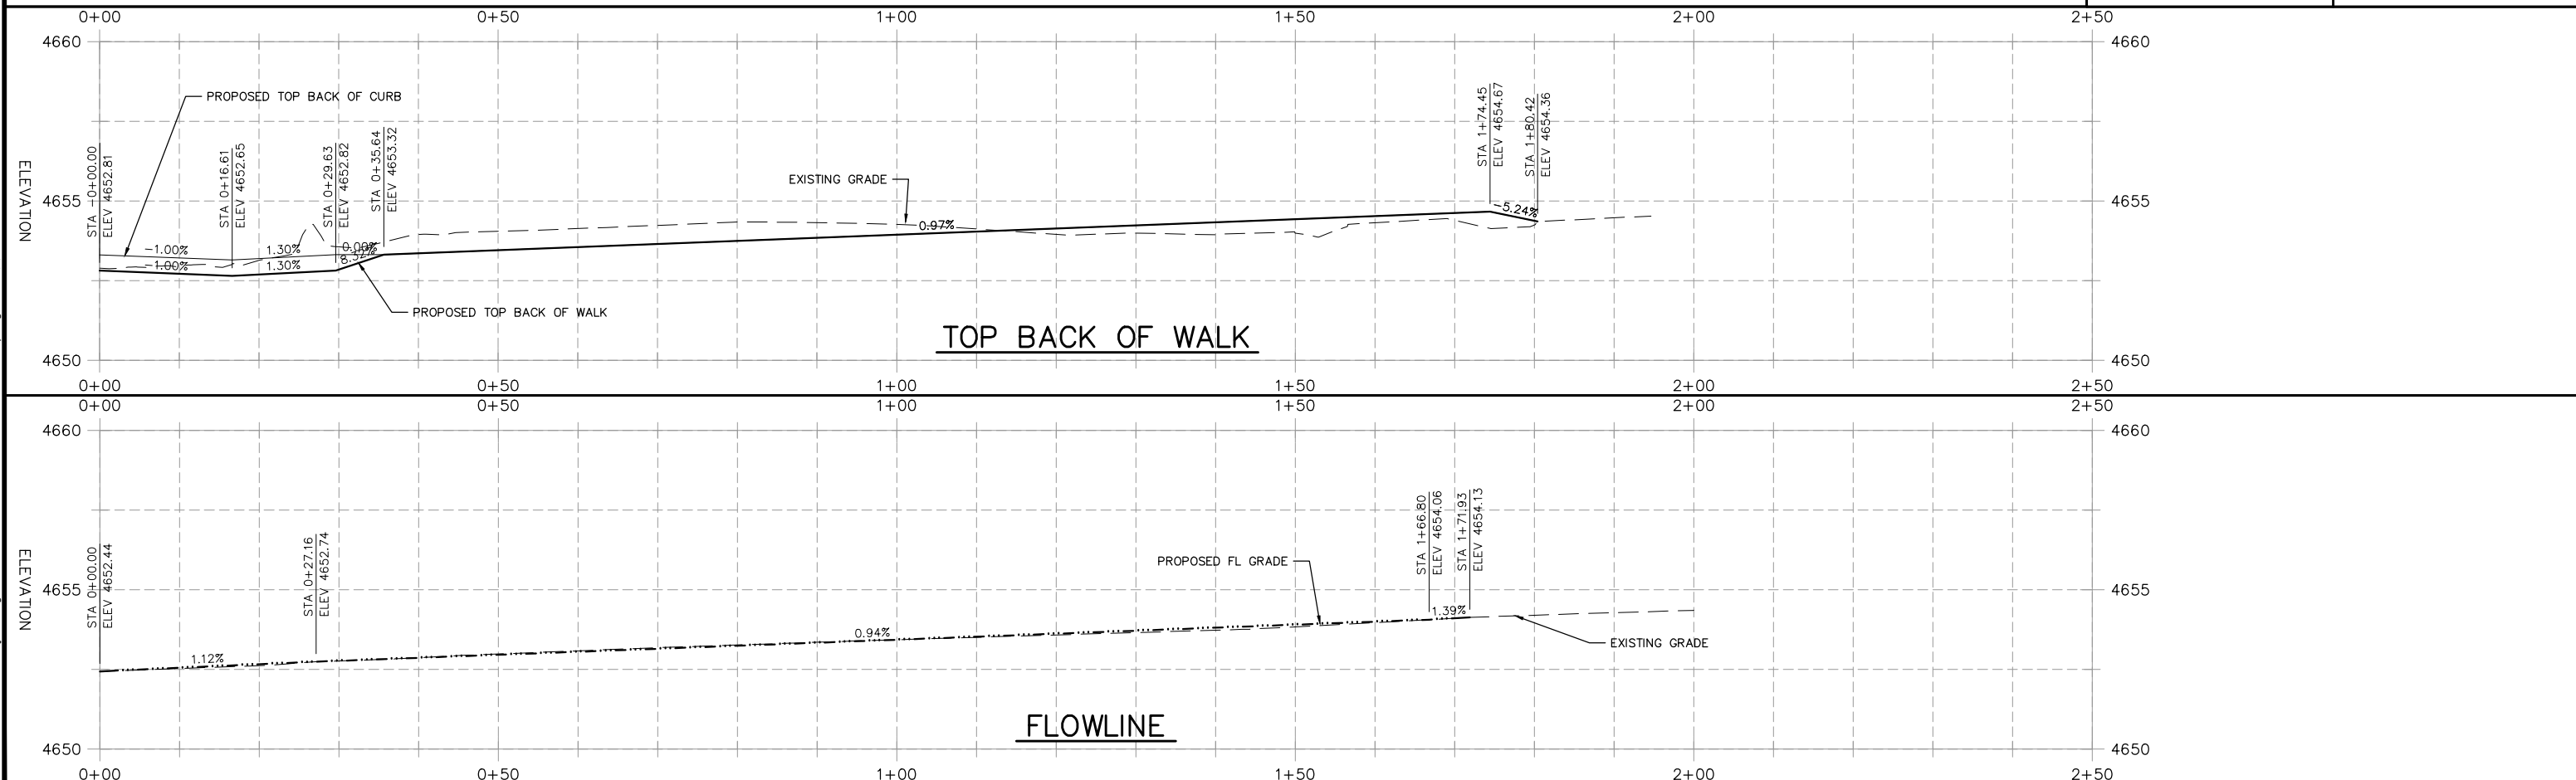 0+00 0+50 1+00 1+50 2+00 2+50
4660 4660
PROPOSED TOP BACK OF CURB
STA -0+00.00
ELEV 4652.81
STA 0+16.61
ELEV 4652.65
STA 0+29.63
ELEV 4652.82
STA 0+35.64
ELEV 4653.32
STA 1+74.45
ELEV 4654.67
STA 1+80.42
ELEV 4654.36
EXISTING GRADE
ELEVATION
4655 4655
-5.24%
0.97%
-1.00% 1.30% 0.00%
-1.00% 1.30% 8.32%
PROPOSED TOP BACK OF WALK
TOP BACK OF WALK
4650 4650
0+00 0+50 1+00 1+50 2+00 2+50
0+00 0+50 1+00 1+50 2+00 2+50
4660 4660
STA 0+00.00
ELEV 4652.44
STA 0+27.16
ELEV 4652.74
STA 1+66.80
ELEV 4654.06
STA 1+71.93
ELEV 4654.13
PROPOSED FL GRADE
ELEVATION
4655 4655
1.39%
0.94%
1.12%
EXISTING GRADE
FLOWLINE
4650 4650
0+00 0+50 1+00 1+50 2+00 2+50